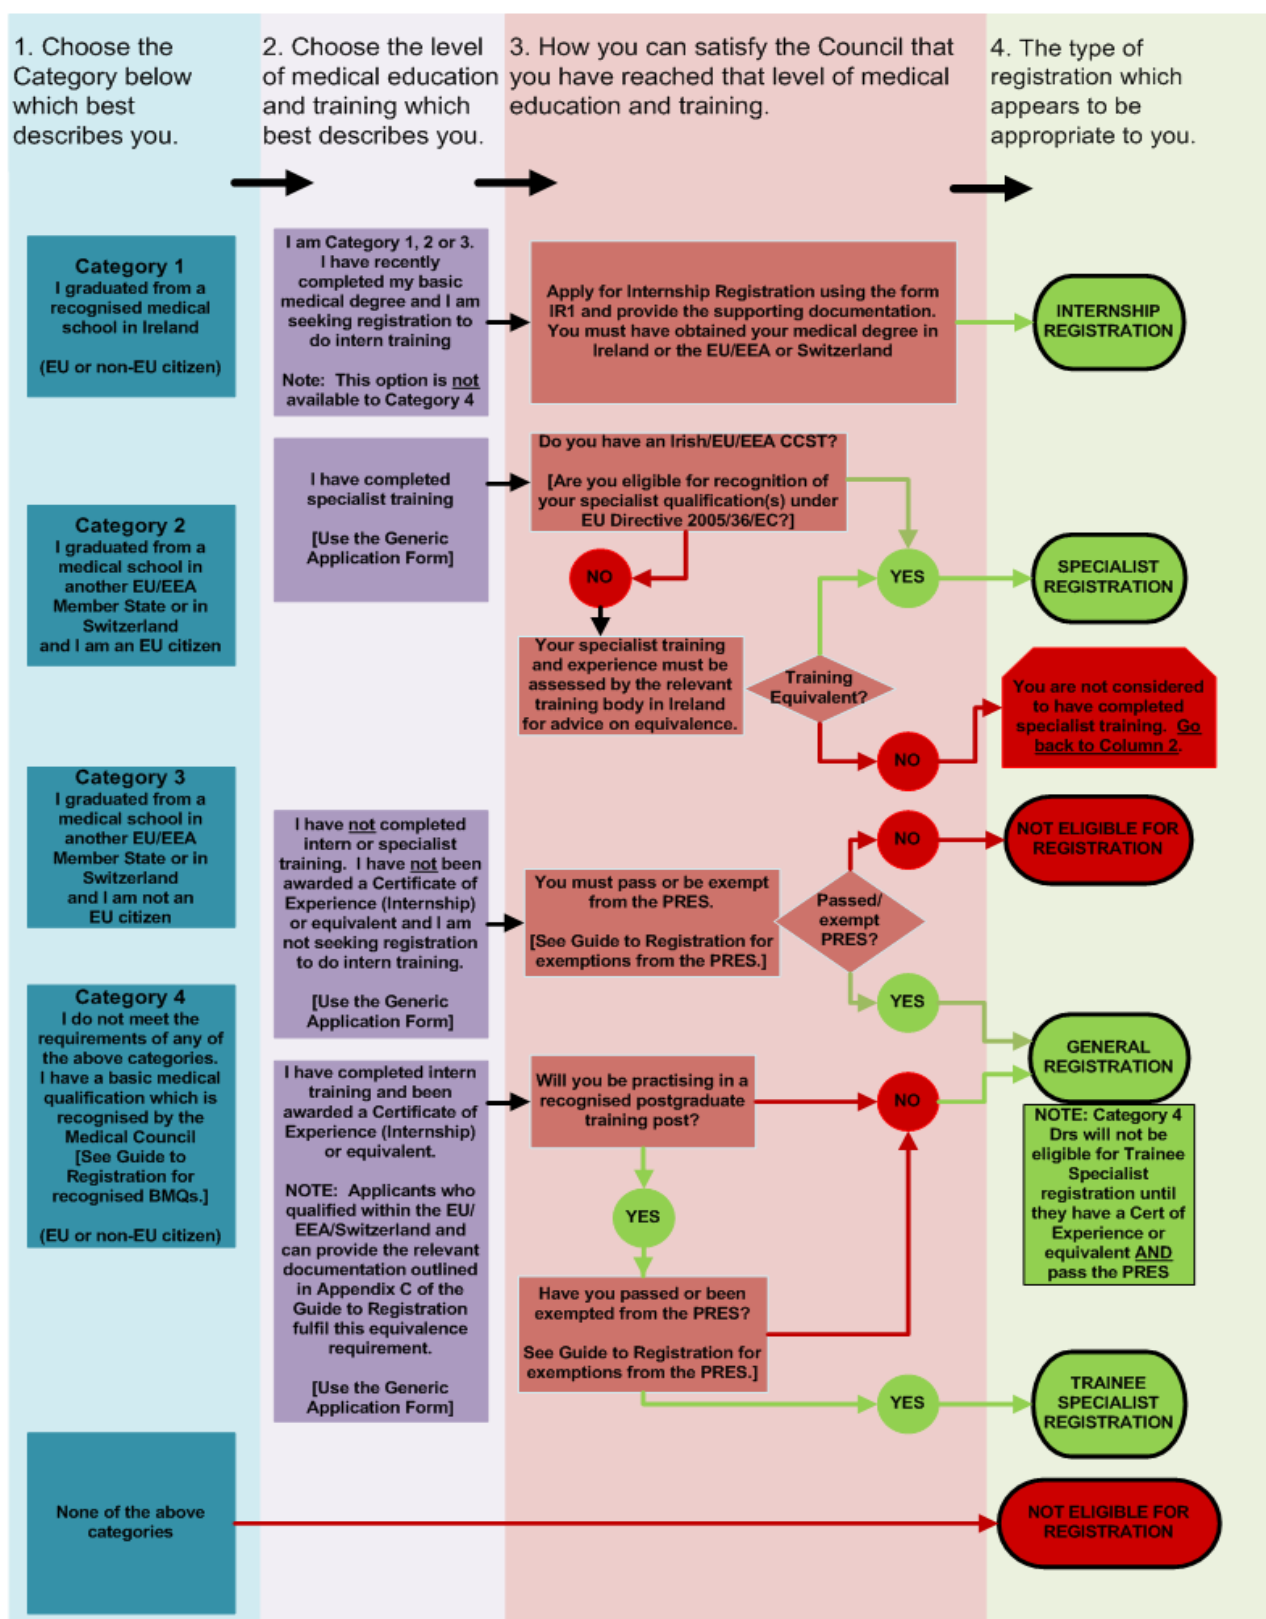 1. Choose the
Category below
which best
describes you.
2. Choose the level
of medical education
and training which
best describes you.
3. How you can satisfy the Council that
you have reached that level of medical
education and training.
4. The type of
registration which
appears to be
appropriate to you.
Category 1
I graduated from a
recognised medical
school in Ireland
(EU or non-EU citizen)
Category 2
I graduated from a
medical school in
another EU/EEA
Member State or in
Switzerland
and I am an EU citizen
Category 3
I graduated from a
medical school in
another EU/EEA
Member State or in
Switzerland
and I am not an
EU citizen
Category 4
I do not meet the
requirements of any of
the above categories.
I have a basic medical
qualification which is
recognised by the
Medical Council
[See Guide to
Registration for
recognised BMQs.]
(EU or non-EU citizen)
None of the above
categories
I am Category 1, 2 or 3.
I have recently
completed my basic
medical degree and I am
seeking registration to
do intern training
Note: This option is not
available to Category 4
I have completed
specialist training
[Use the Generic
Application Form]
I have not completed
intern or specialist
training. I have not been
awarded a Certificate of
Experience (Internship)
or equivalent and I am
not seeking registration
to do intern training.
[Use the Generic
Application Form]
I have completed intern
training and been
awarded a Certificate of
Experience (Internship)
or equivalent.
NOTE: Applicants who
qualified within the EU/
EEA/Switzerland and
can provide the relevant
documentation outlined
in Appendix C of the
Guide to Registration
fulfil this equivalence
requirement.
[Use the Generic
Application Form]
Apply for Internship Registration using the form
IR1 and provide the supporting documentation.
You must have obtained your medical degree in
Ireland or the EU/EEA or Switzerland
Do you have an Irish/EU/EEA CCST?
[Are you eligible for recognition of
your specialist qualification(s) under
EU Directive 2005/36/EC?]
NO
YES
Your specialist training
and experience must be
assessed by the relevant
training body in Ireland
for advice on equivalence.
Training
Equivalent?
NO
You must pass or be exempt
from the PRES.
[See Guide to Registration for
exemptions from the PRES.]
Passed/
exempt
PRES?
NO
YES
Will you be practising in a
recognised postgraduate
training post?
NO
YES
Have you passed or been
exempted from the PRES?
See Guide to Registration for
exemptions from the PRES.]
YES
INTERNSHIP
REGISTRATION
SPECIALIST
REGISTRATION
You are not considered
to have completed
specialist training. Go
back to Column 2.
NOT ELIGIBLE FOR
REGISTRATION
GENERAL
REGISTRATION
NOTE: Category 4
Drs will not be
eligible for Trainee
Specialist
registration until
they have a Cert of
Experience or
equivalent AND
pass the PRES
TRAINEE
SPECIALIST
REGISTRATION
NOT ELIGIBLE FOR
REGISTRATION